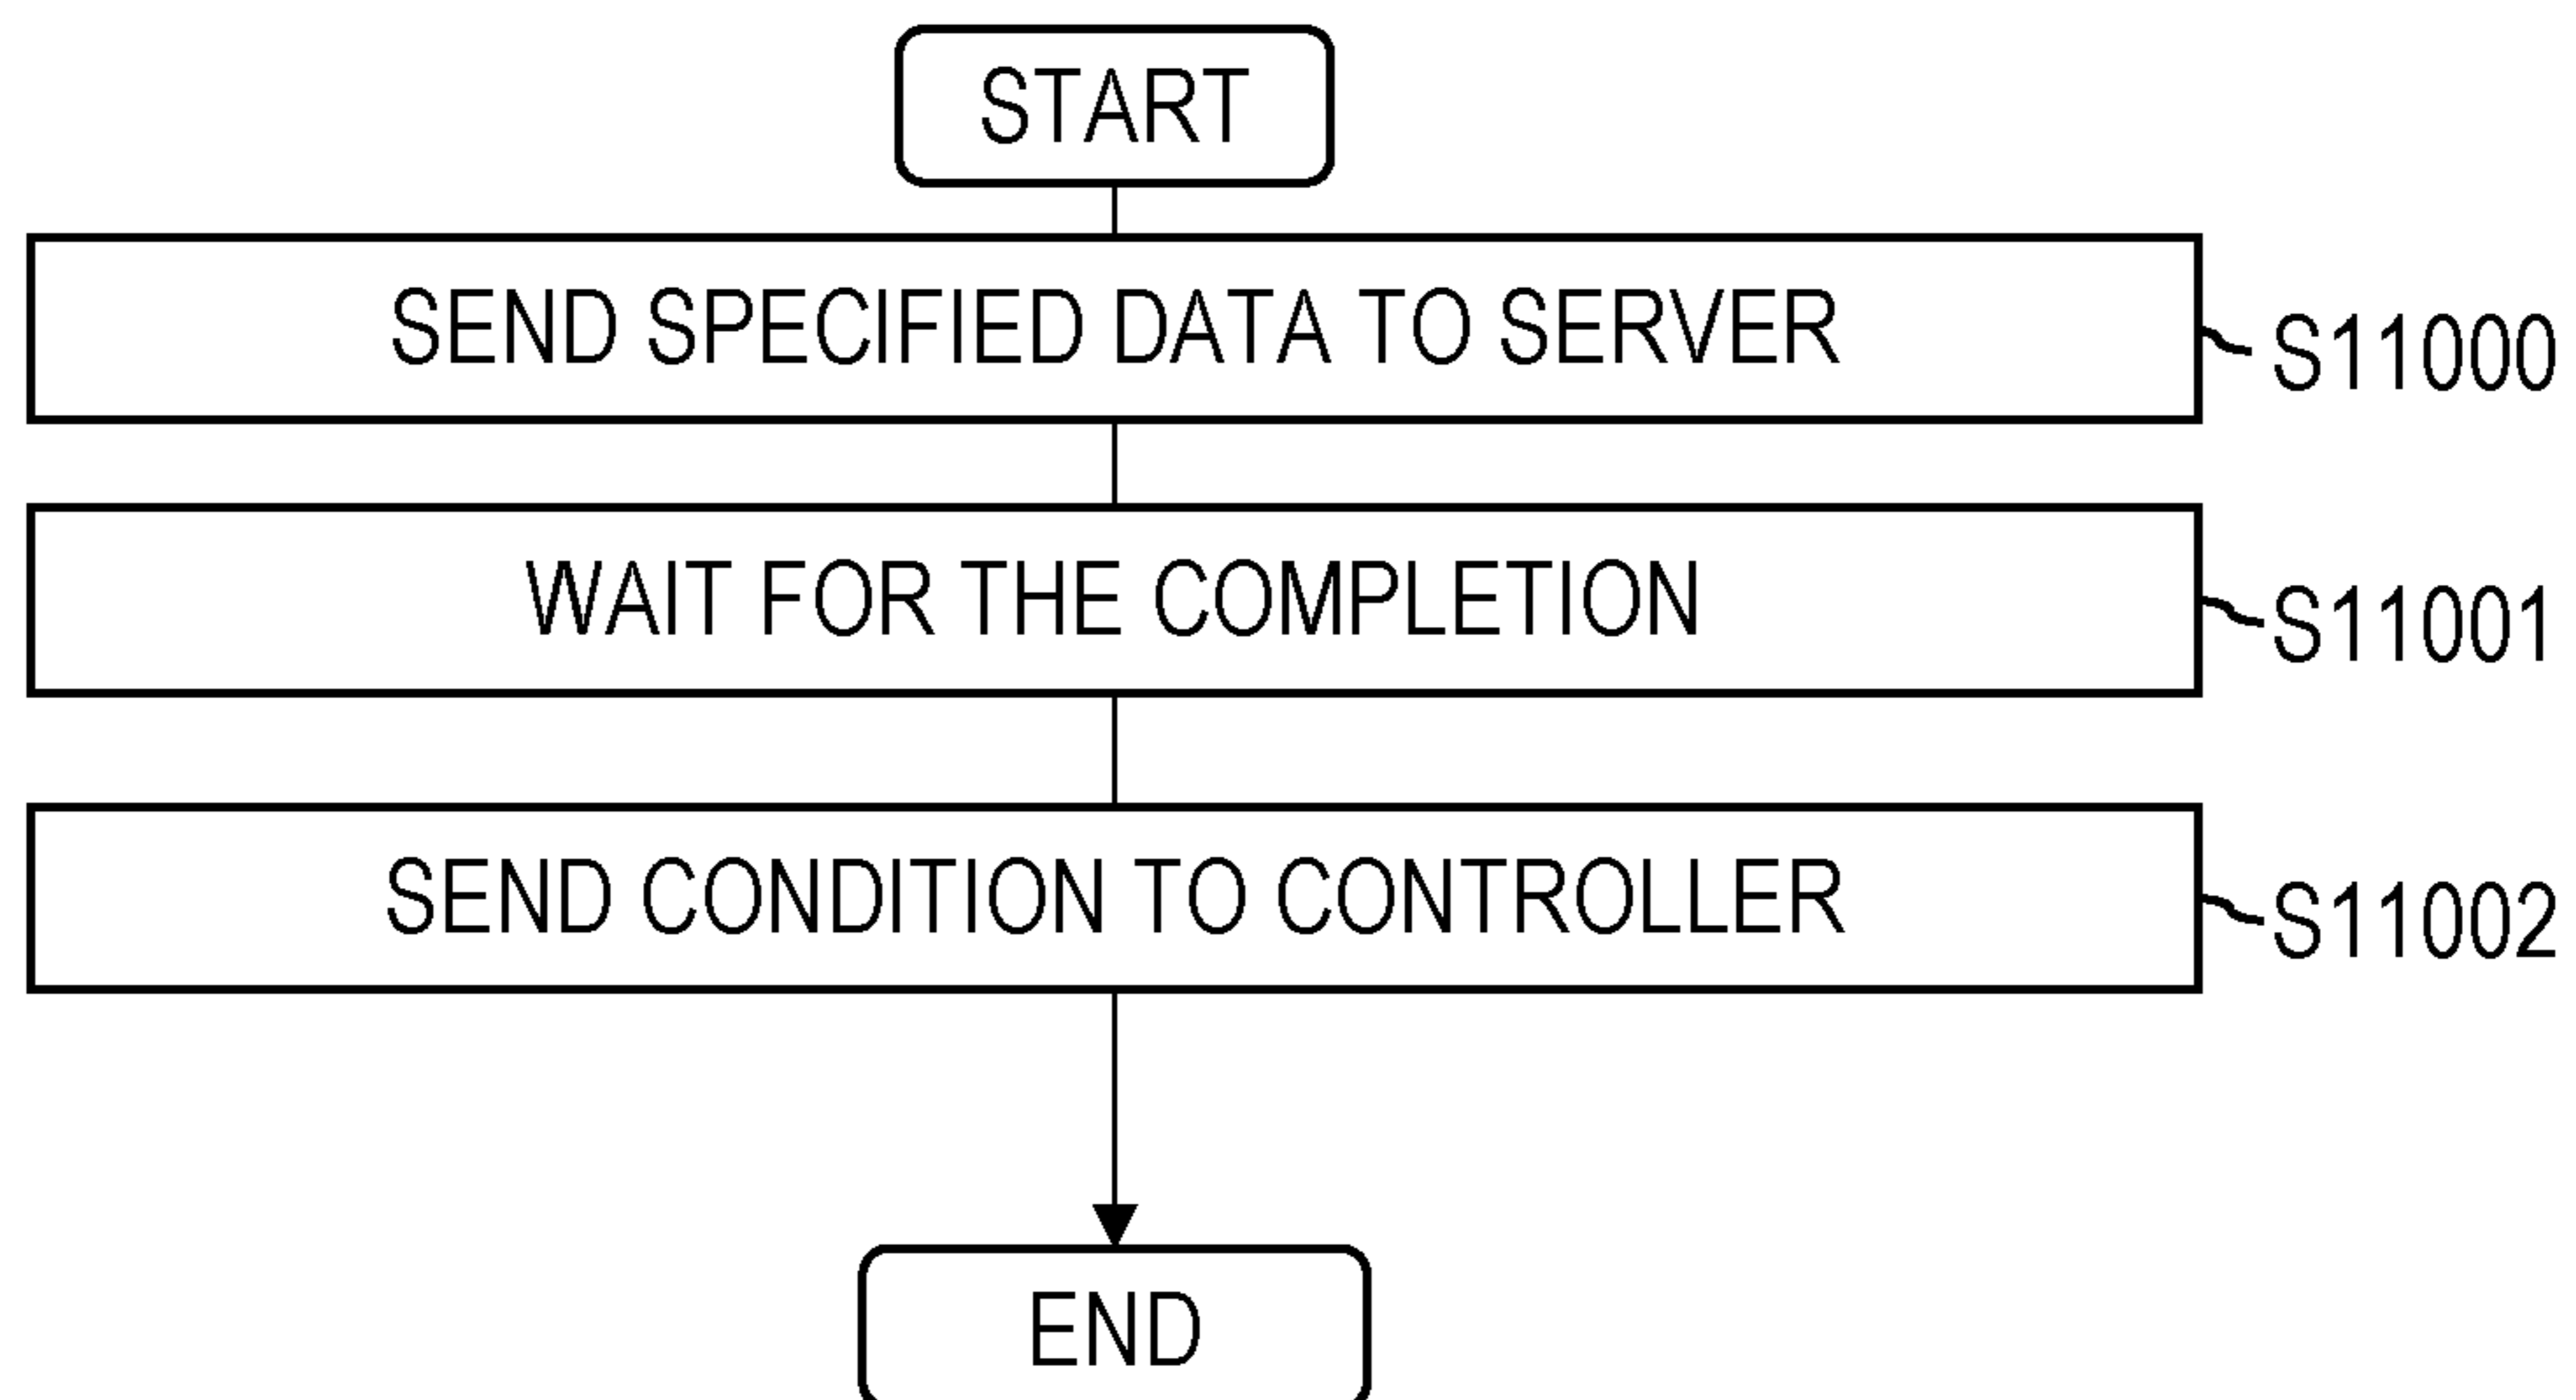 START
SEND SPECIFIED DATA TO SERVER
S11000
WAIT FOR THE COMPLETION
S11001
SEND CONDITION TO CONTROLLER
S11002
END